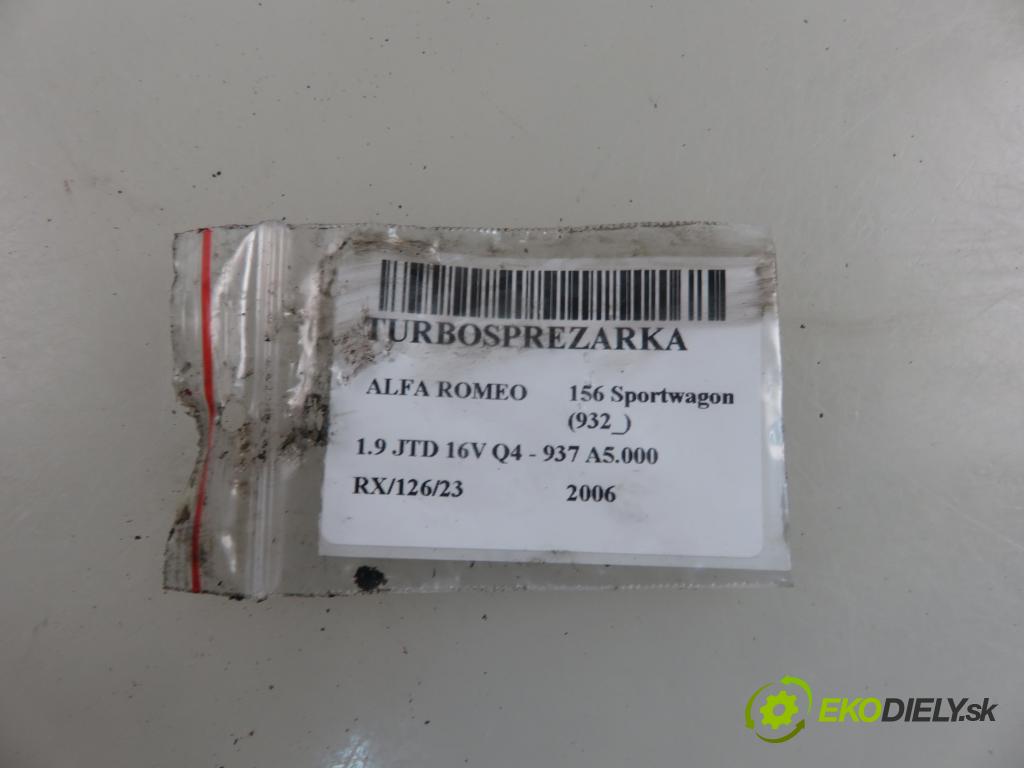 TURBOSPREZARKA
ALFA ROMEO 156 Sportwagon
(932_)
1.9 JTD 16V Q4 - 937 A5.000
RX/126/23 2006
EKODIELY.sk